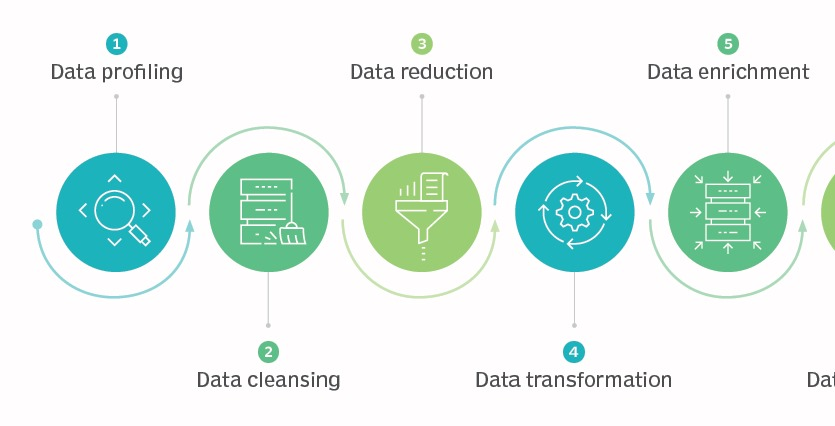 1
Data profiling
2
Data cleansing
3
Data reduction
4
Data transformation
5
Data enrichment